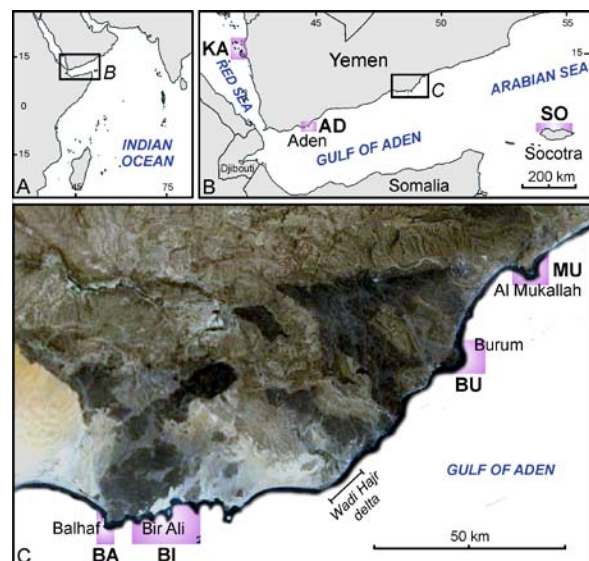 15
0
15
B
INDIAN
OCEAN
A
45
75
45
50
55
15
KA
Yemen
RED SEA
C
ARABIAN SEA
AD
Aden
SO
GULF OF ADEN
Socotra
Djibouti
Somalia
B
200 km
MU
Al Mukallah
Burum
BU
GULF OF ADEN
Wadi Hajr
delta
Balhaf
Bir Ali
50 km
C
BA
BI